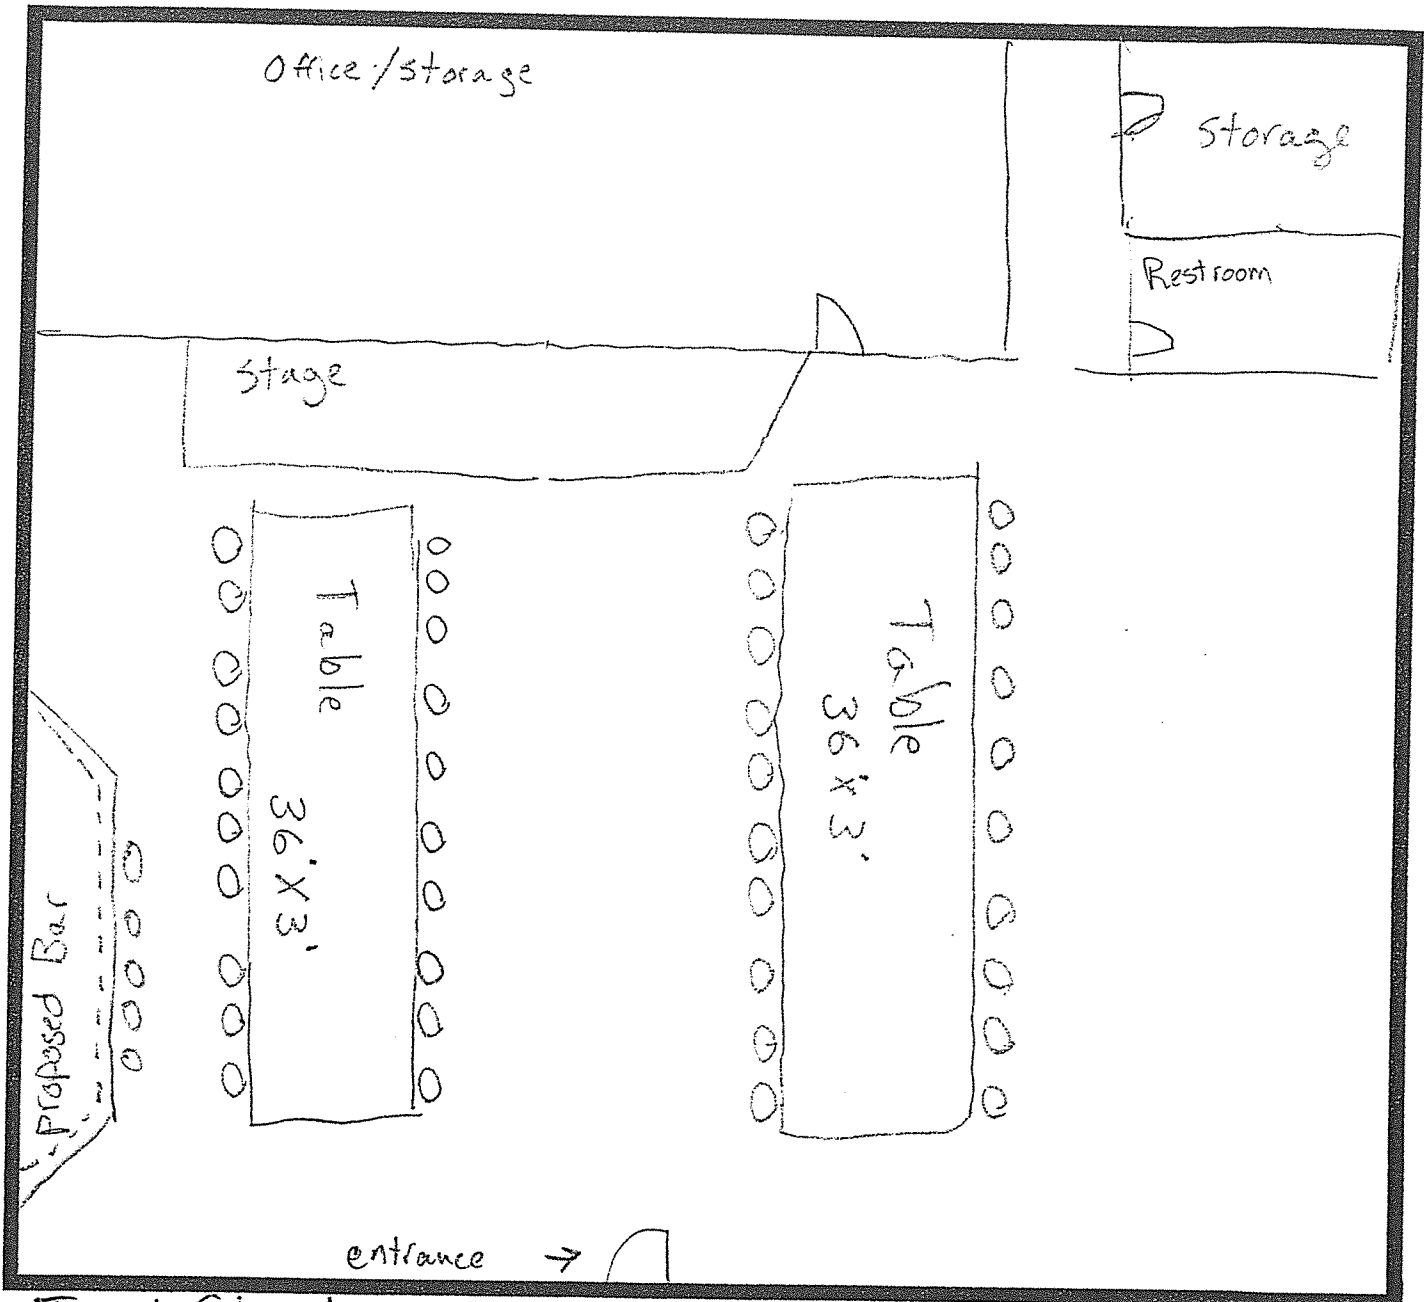 Office/storage
Storage
Restroom
Stage
Table
36'X3'
Table
36'x3'
Proposed Bar
entrance →